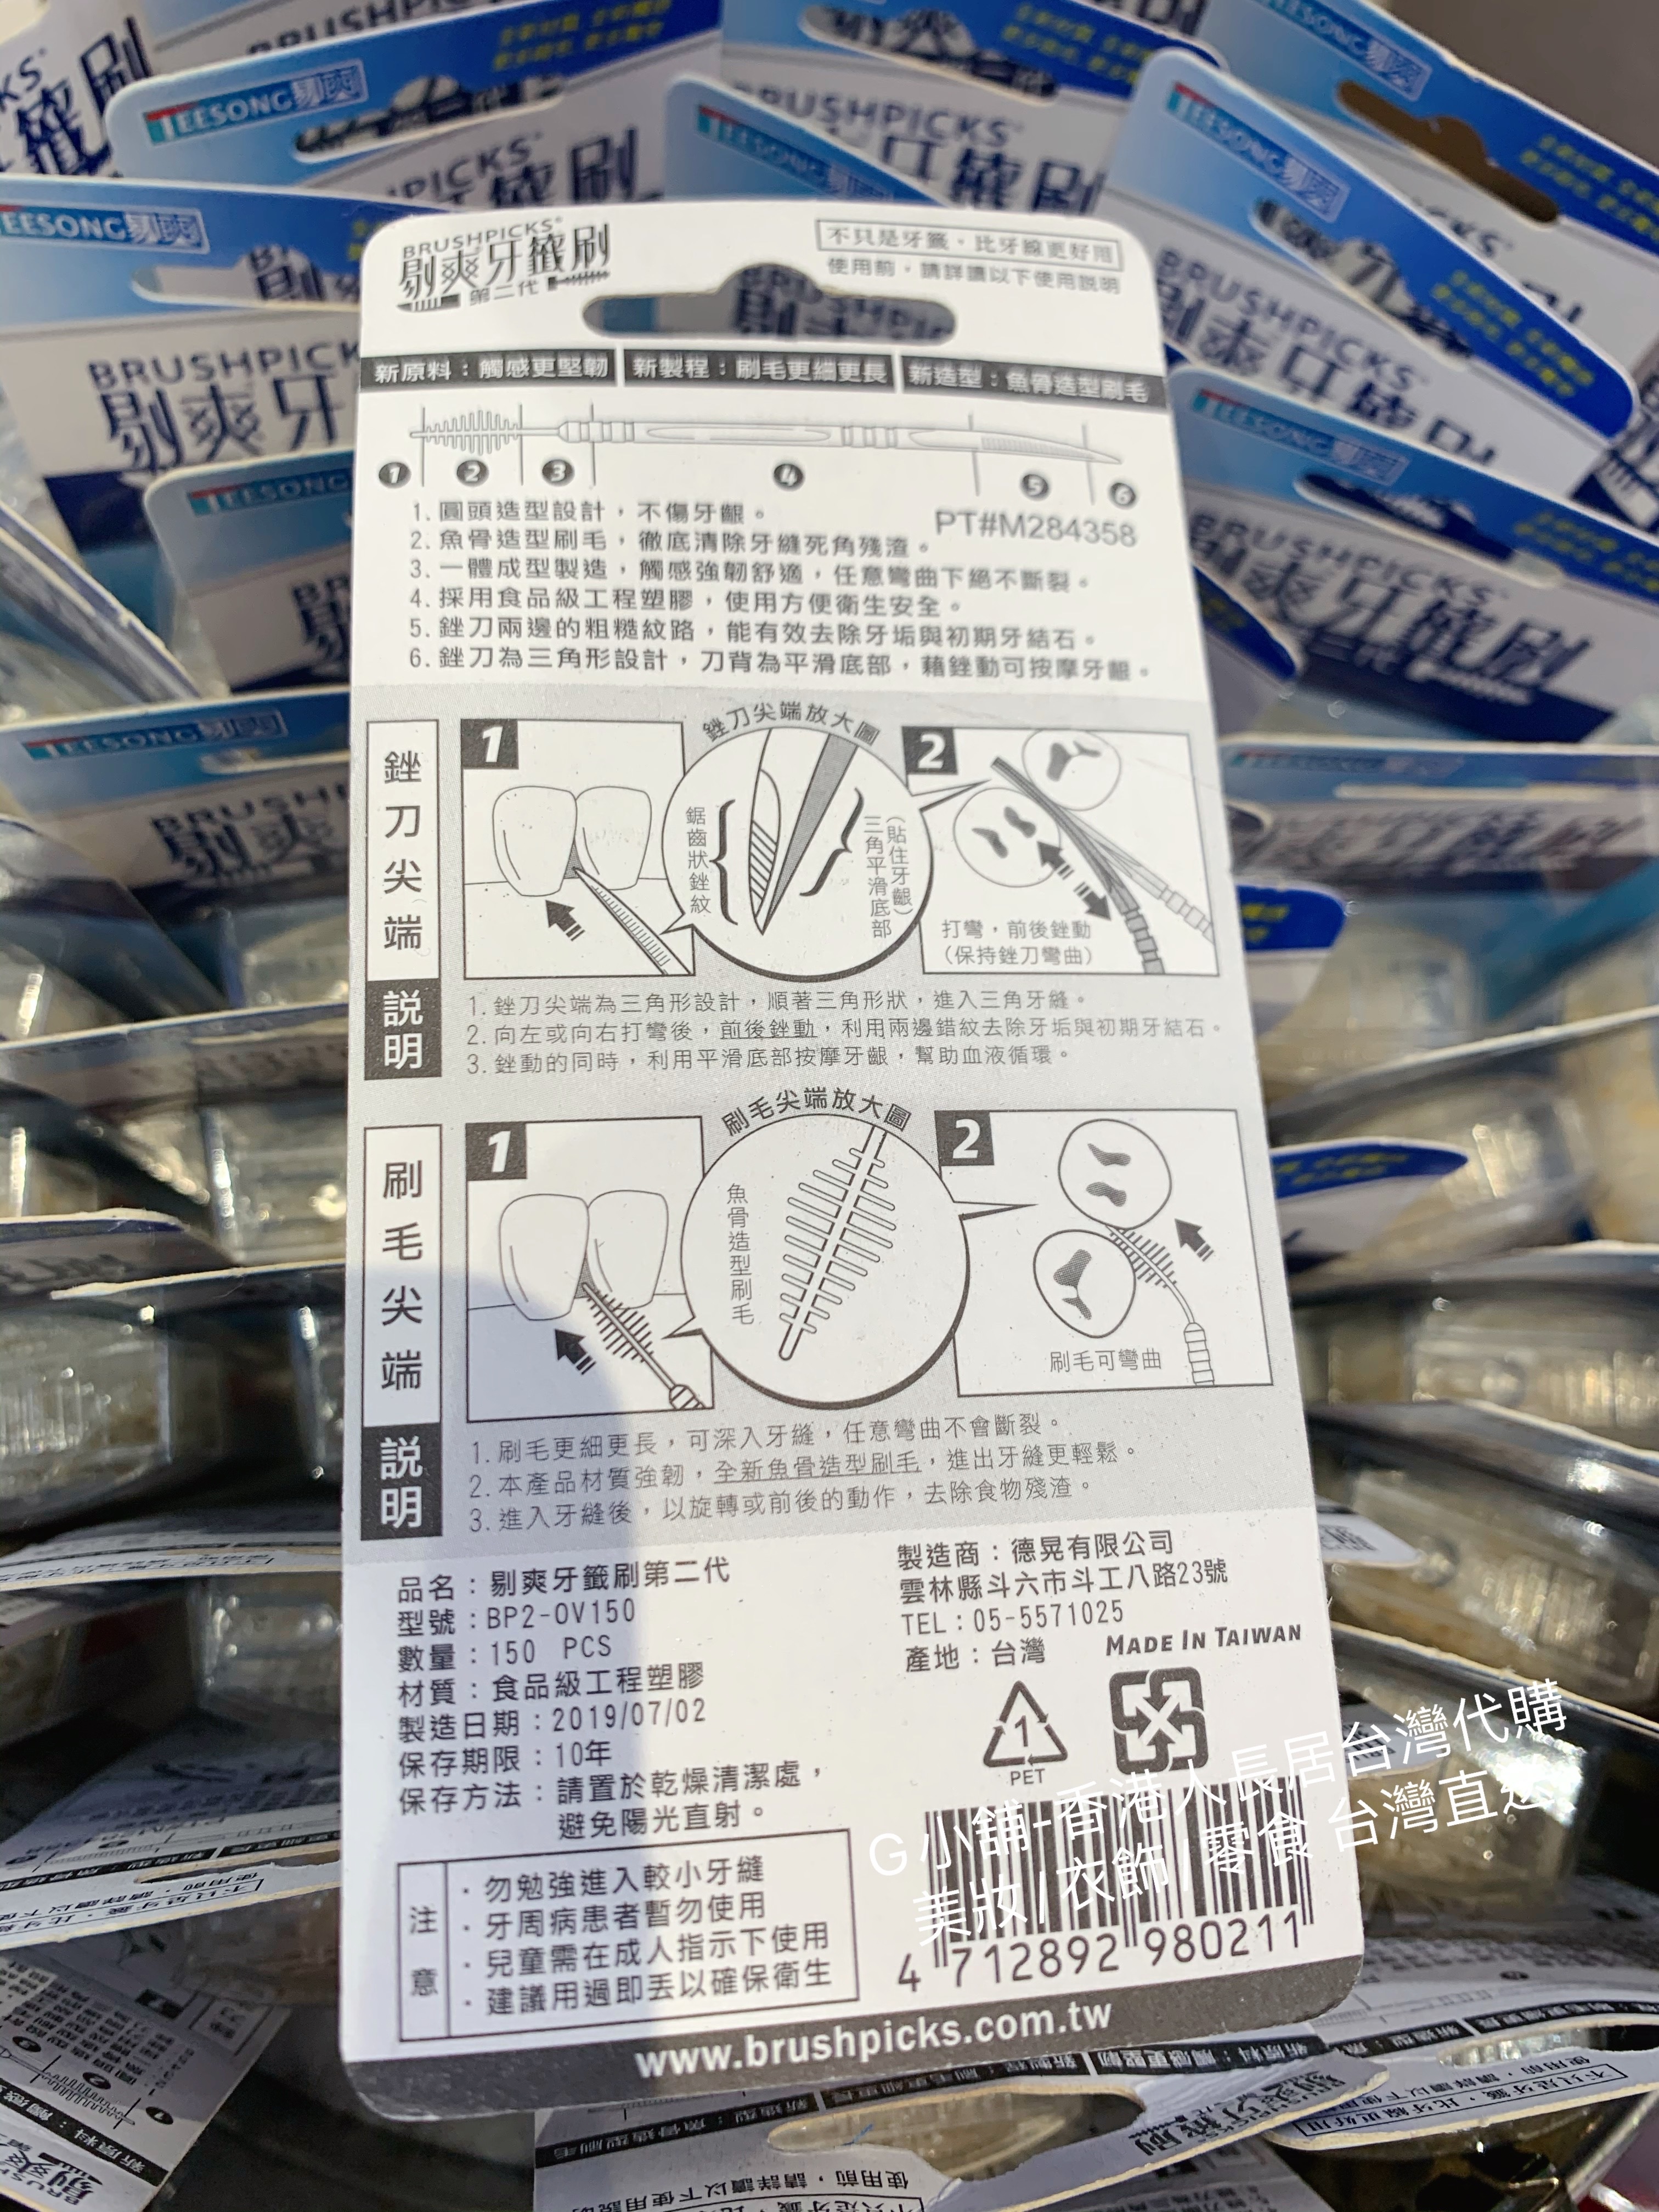 BRUSHPICKS
剔爽牙籤刷
第二代
不只是牙籤,比牙線更好用
使用前,請詳讀以下使用說明
新原料:觸感更堅韌
新製程:刷毛更細更長
新造型:魚骨造型刷毛
1 2 3 4 5 6
PT#M284358
1.圓頭造型設計,不傷牙齦。
2.魚骨造型刷毛,徹底清除牙縫死角殘渣。
3.一體成型製造,觸感強韌舒適,任意彎曲下絕不斷裂。
4.採用食品級工程塑膠,使用方便衛生安全。
5.銼刀兩邊的粗糙紋路,能有效去除牙垢與初期牙結石。
6.銼刀為三角形設計,刀背為平滑底部,藉銼動可按摩牙齦。
銼刀尖端
說明
1
銼刀尖端放大圖
鋸齒狀銼紋
三角平滑底部
(貼住牙齦)
2
打彎,前後銼動
(保持銼刀彎曲)
1.銼刀尖端為三角形設計,順著三角形狀,進入三角牙縫。
2.向左或向右打彎後,前後銼動,利用兩邊銼紋去除牙垢與初期牙結石。
3.銼動的同時,利用平滑底部按摩牙齦,幫助血液循環。
刷毛尖端
說明
1
刷毛尖端放大圖
魚骨造型刷毛
2
刷毛可彎曲
1.刷毛更細更長,可深入牙縫,任意彎曲不會斷裂。
2.本產品材質強韌,全新魚骨造型刷毛,進出牙縫更輕鬆。
3.進入牙縫後,以旋轉或前後的動作,去除食物殘渣。
品名:剔爽牙籤刷第二代
型號:BP2-OV150
數量:150 PCS
材質:食品級工程塑膠
製造日期:2019/07/02
保存期限:10年
保存方法:請置於乾燥清潔處,
避免陽光直射。
製造商:德晃有限公司
雲林縣斗六市斗工八路23號
TEL:05-5571025
產地:台灣
MADE IN TAIWAN
1
PET
注意
·勿勉強進入較小牙縫
·牙周病患者暫勿使用
·兒童需在成人指示下使用
·建議用過即丟以確保衛生
4 712892 980211
www.brushpicks.com.tw
G小舖-香港人長居台灣代購
美妝/衣飾/零食 台灣直送